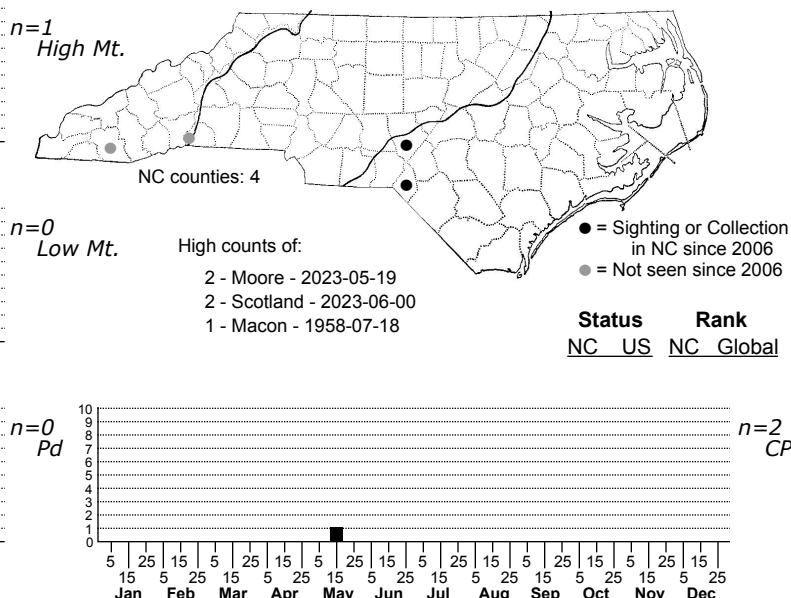 n=1
High Mt.
NC counties: 4
n=0
Low Mt.
High counts of:
2 - Moore - 2023-05-19
2 - Scotland - 2023-06-00
1 - Macon - 1958-07-18
● = Sighting or Collection
in NC since 2006
● = Not seen since 2006
Status Rank
NC US NC Global
n=0
Pd
n=2
CP
10
9
8
7
6
5
4
3
2
1
0
5 25 15 5 25 15 5 25 15 5 25 15 5 25 15 5 25 15
15 5 25 15 5 25 15 5 25 15 5 25 15 5 25 15 5 25
Jan Feb Mar Apr May Jun Jul Aug Sep Oct Nov Dec